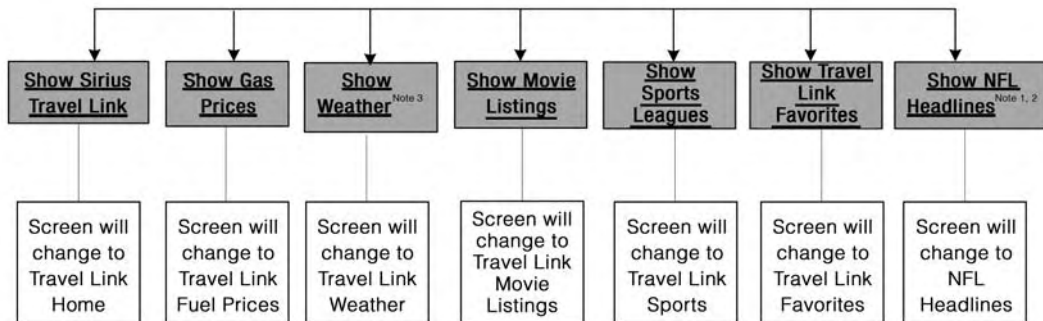 Show Sirius
Travel Link
Show Gas
Prices
Show
Weather Note 3
Show Movie
Listings
Show
Sports
Leagues
Show Travel
Link
Favorites
Show NFL
Headlines Note 1, 2
Screen will
change to
Travel Link
Home
Screen will
change to
Travel Link
Fuel Prices
Screen will
change to
Travel Link
Weather
Screen will
change to
Travel Link
Movie
Listings
Screen will
change to
Travel Link
Sports
Screen will
change to
Travel Link
Favorites
Screen will
change to
NFL
Headlines